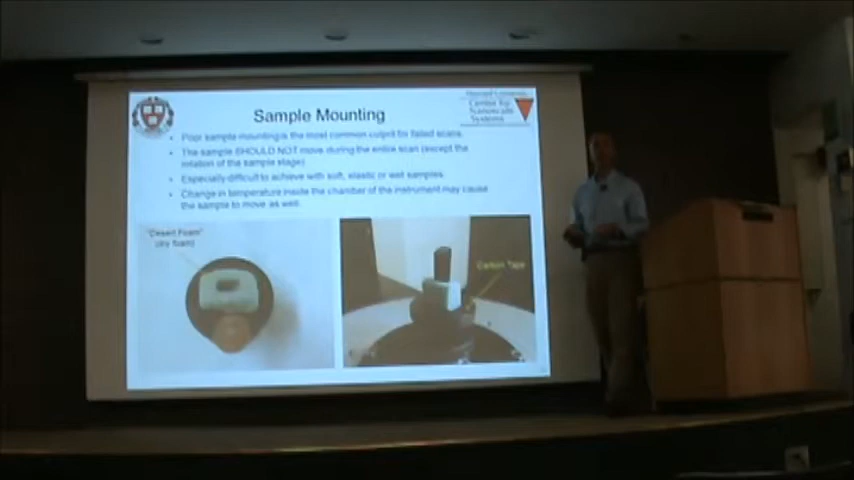 Sample Mounting
Harvard University
Center for
Nanoscale
Systems
• Poor sample mounting is the most common culprit for failed scans.
• The sample SHOULD NOT move during the entire scan (except the
rotation of the sample stage)
• Especially difficult to achieve with soft, elastic or wet samples.
• Change in temperature inside the chamber of the instrument may cause
the sample to move as well.
"Desert Foam"
(dry foam)
Carbon Tape